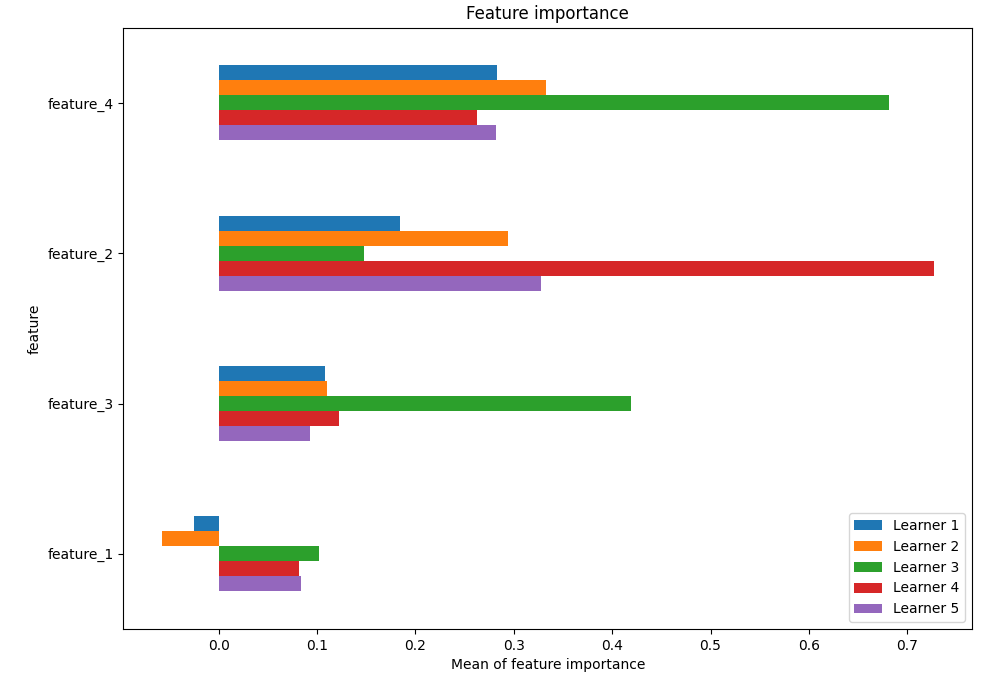 Feature importance
feature_4
feature_2
feature_3
feature_1
feature
0.0 0.1 0.2 0.3 0.4 0.5 0.6 0.7
Mean of feature importance
Learner 1
Learner 2
Learner 3
Learner 4
Learner 5